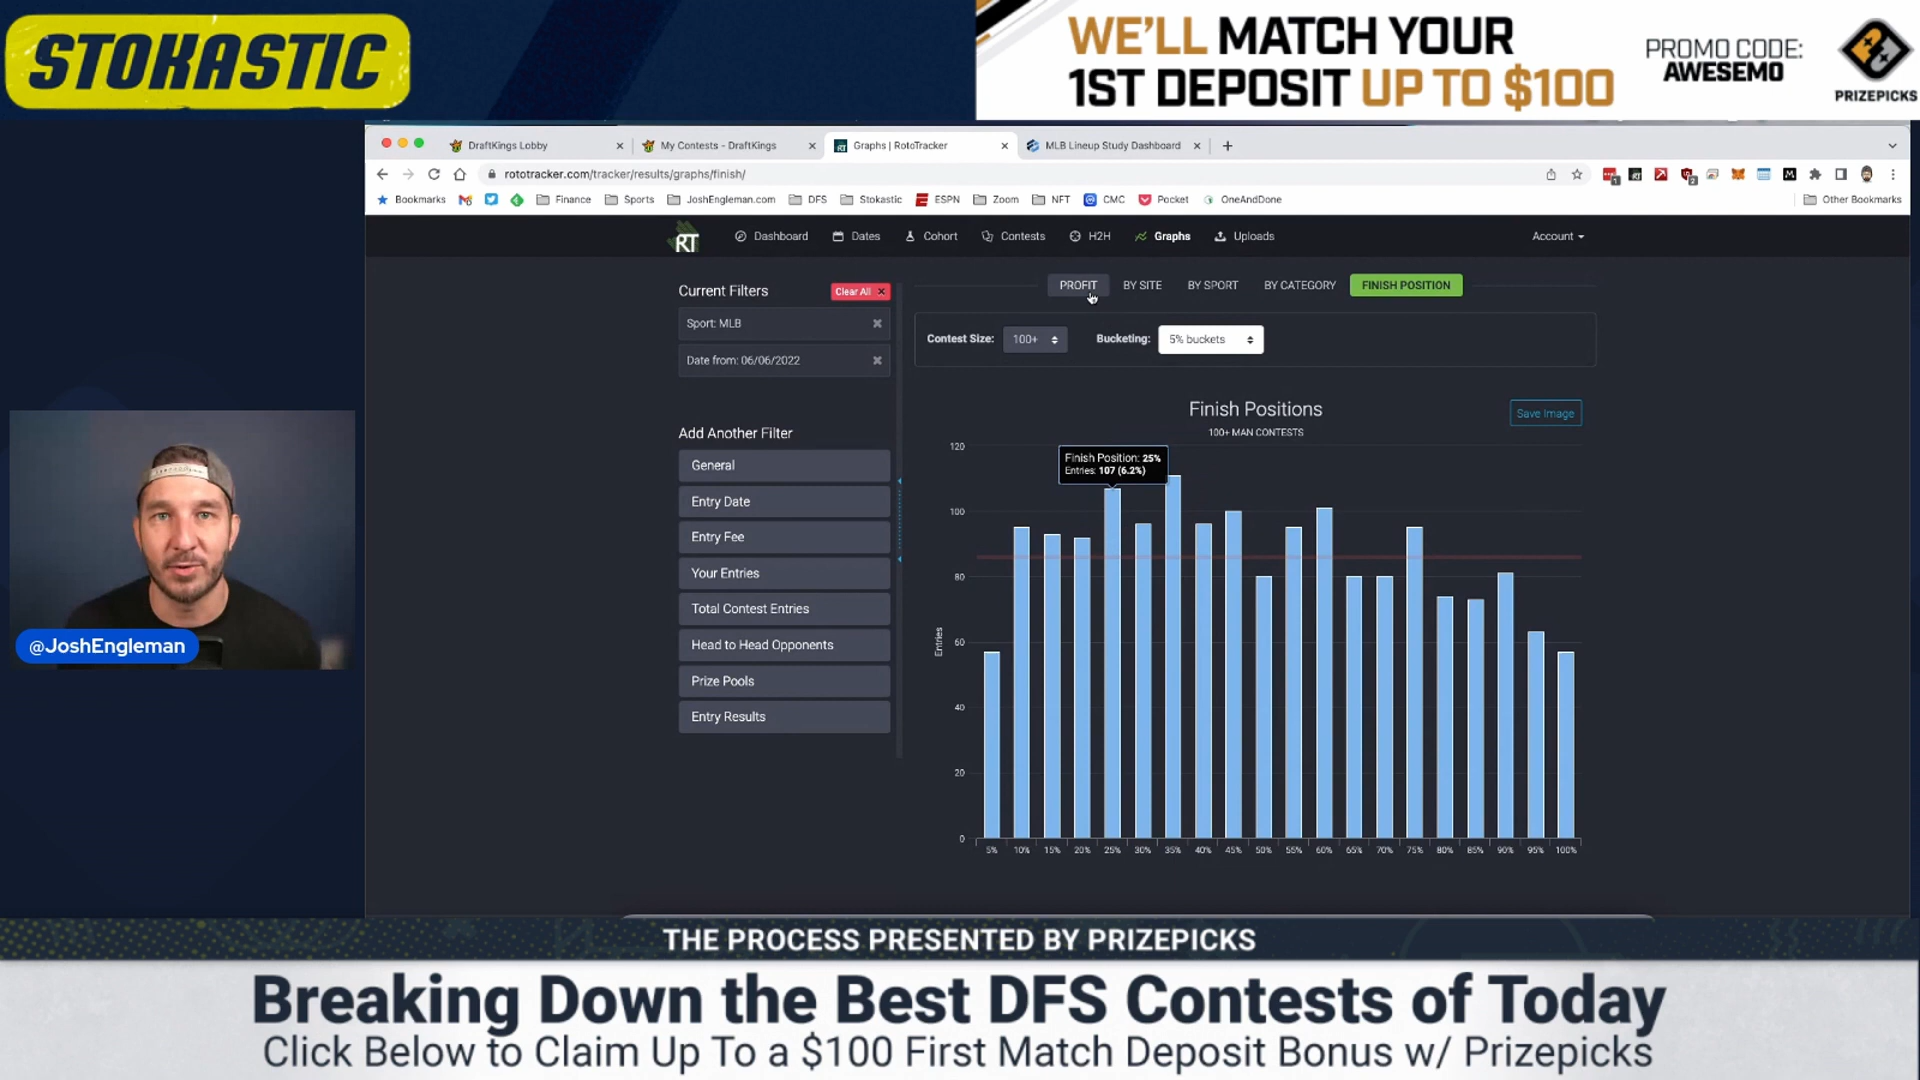 STOKASTIC
WE'LL MATCH YOUR
1ST DEPOSIT UP TO $100
PROMO CODE:
AWESEMO
PRIZEPICKS
DraftKings Lobby
My Contests - DraftKings
Graphs | RotoTracker
MLB Lineup Study Dashboard
rototracker.com/tracker/results/graphs/finish/
Bookmarks
Finance
Sports
JoshEngleman.com
DFS
Stokastic
ESPN
Zoom
NFT
CMC
Pocket
OneAndDone
Other Bookmarks
RT
Dashboard
Dates
Cohort
Contests
H2H
Graphs
Uploads
Account
Current Filters
Clear All
Sport: MLB
Date from: 06/06/2022
Add Another Filter
General
Entry Date
Entry Fee
Your Entries
Total Contest Entries
Head to Head Opponents
Prize Pools
Entry Results
PROFIT
BY SITE
BY SPORT
BY CATEGORY
FINISH POSITION
Contest Size:
100+
Bucketing:
5% buckets
Finish Positions
100+ MAN CONTESTS
Save Image
Finish Position: 25%
Entries: 107 (6.2%)
Entries
120
100
80
60
40
20
0
5% 10% 15% 20% 25% 30% 35% 40% 45% 50% 55% 60% 65% 70% 75% 80% 85% 90% 95% 100%
@JoshEngleman
THE PROCESS PRESENTED BY PRIZEPICKS
Breaking Down the Best DFS Contests of Today
Click Below to Claim Up To a $100 First Match Deposit Bonus w/ Prizepicks